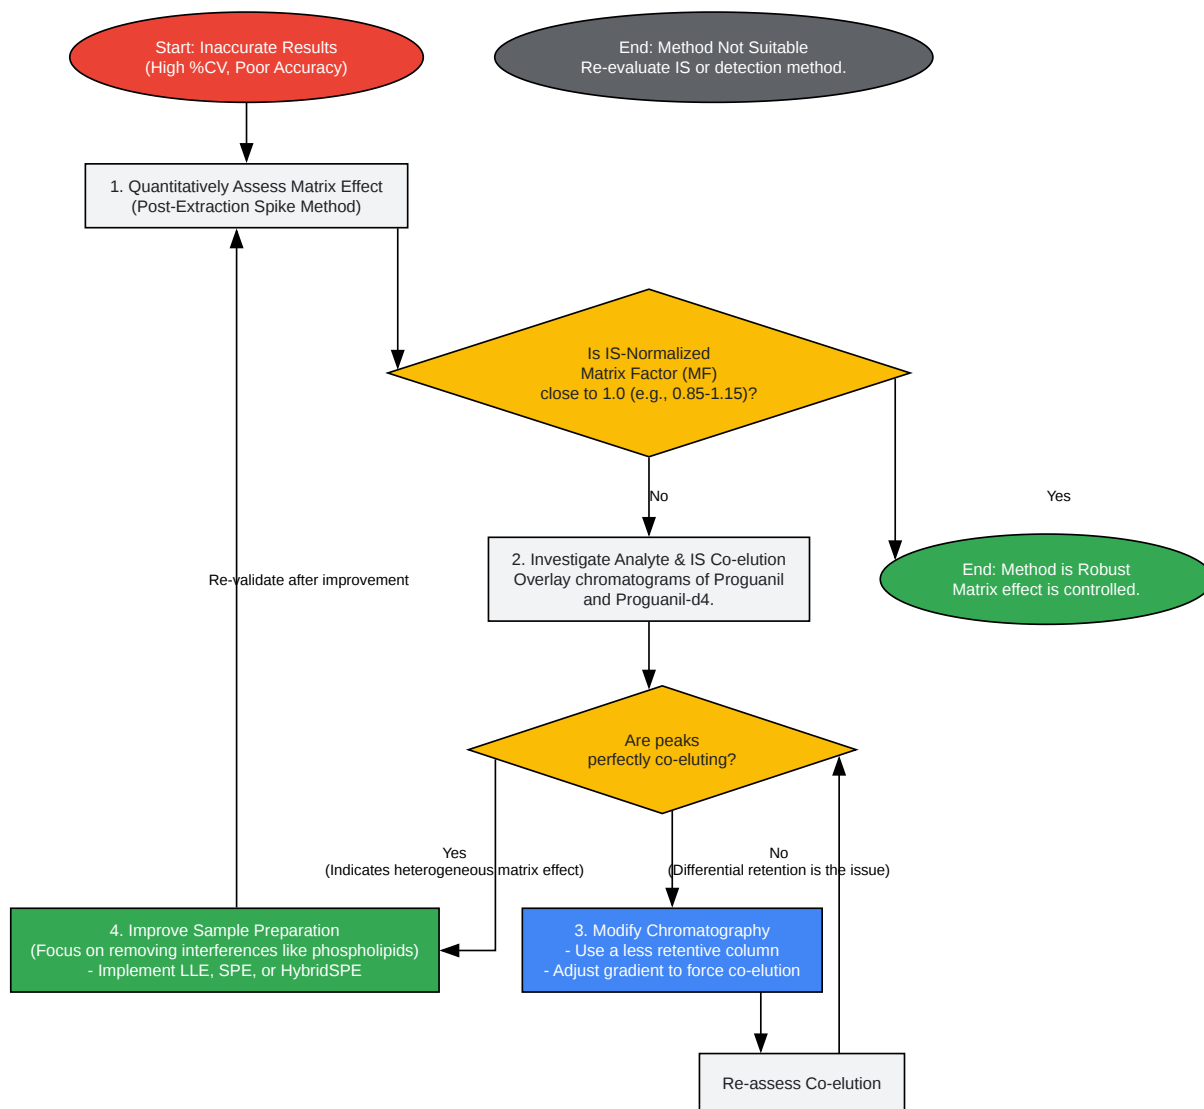 Start: Inaccurate Results
(High %CV, Poor Accuracy)
End: Method Not Suitable
Re-evaluate IS or detection method.
1. Quantitatively Assess Matrix Effect
(Post-Extraction Spike Method)
Is IS-Normalized
Matrix Factor (MF)
close to 1.0 (e.g., 0.85-1.15)?
No
Yes
2. Investigate Analyte & IS Co-elution
Overlay chromatograms of Proguanil
and Proguanil-d4.
End: Method is Robust
Matrix effect is controlled.
Re-validate after improvement
Are peaks
perfectly co-eluting?
Yes
(Indicates heterogeneous matrix effect)
No
(Differential retention is the issue)
4. Improve Sample Preparation
(Focus on removing interferences like phospholipids)
- Implement LLE, SPE, or HybridSPE
3. Modify Chromatography
- Use a less retentive column
- Adjust gradient to force co-elution
Re-assess Co-elution